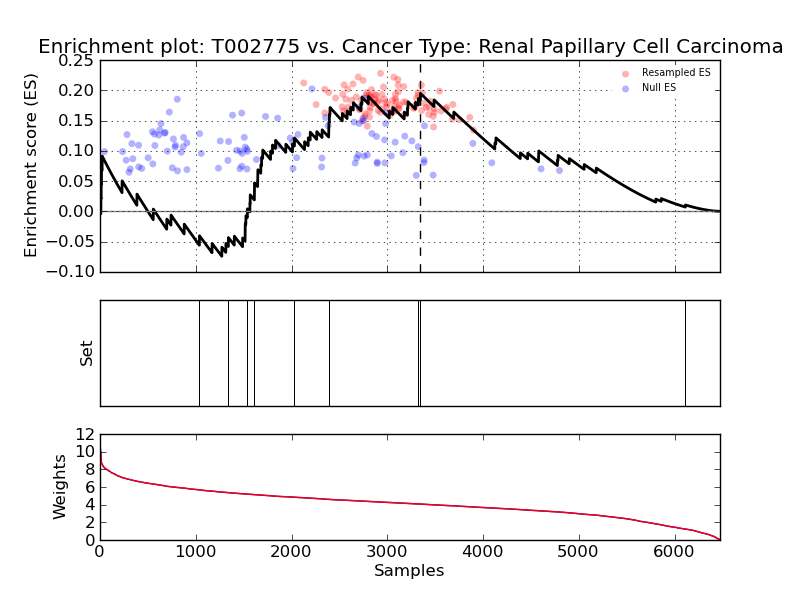 Enrichment plot: T002775 vs. Cancer Type: Renal Papillary Cell Carcinoma
Enrichment score (ES)
0.25
0.20
0.15
0.10
0.05
0.00
−0.05
−0.10
Resampled ES
Null ES
Set
Weights
12
10
8
6
4
2
0
0 1000 2000 3000 4000 5000 6000
Samples